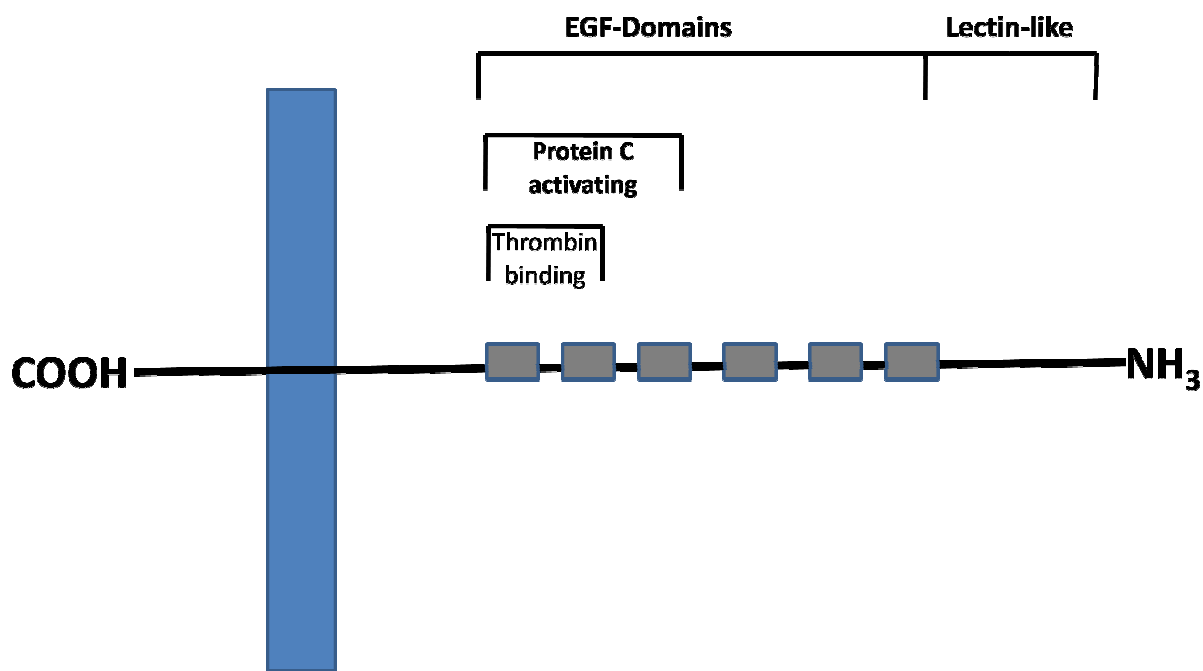 EGF-Domains
Lectin-like
Protein C
activating
Thrombin
binding
COOH
NH3